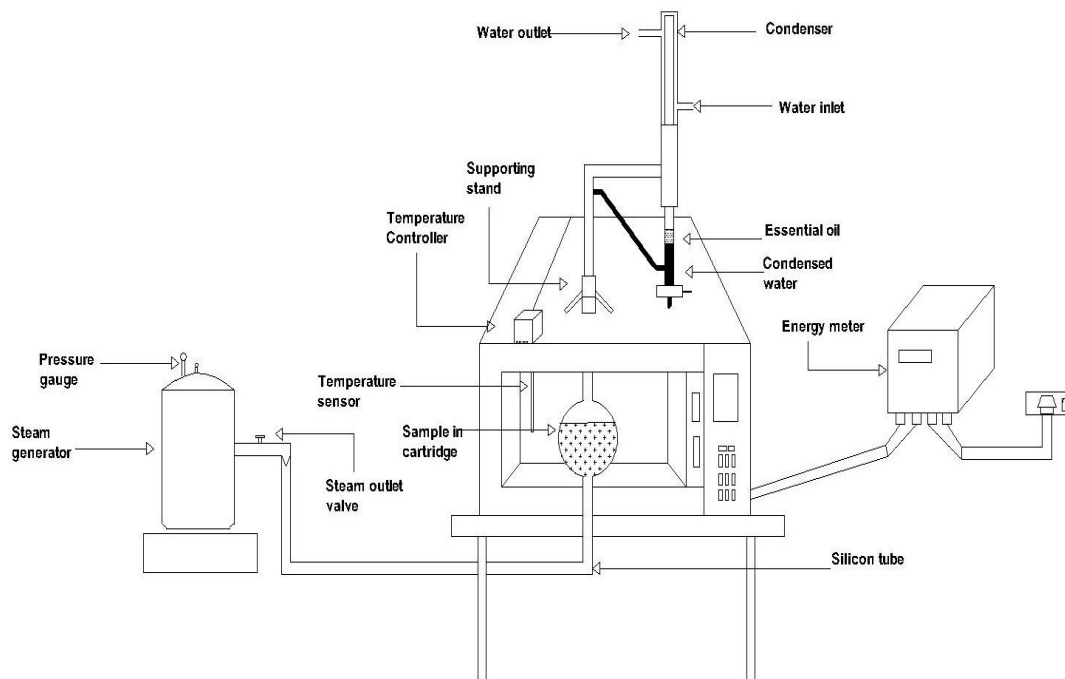 Water outlet
Condenser
Water inlet
Supporting
stand
Temperature
Controller
Essential oil
Condensed
water
Energy meter
Pressure
gauge
Temperature
sensor
Steam
generator
Sample in
cartridge
Steam outlet
valve
Silicon tube